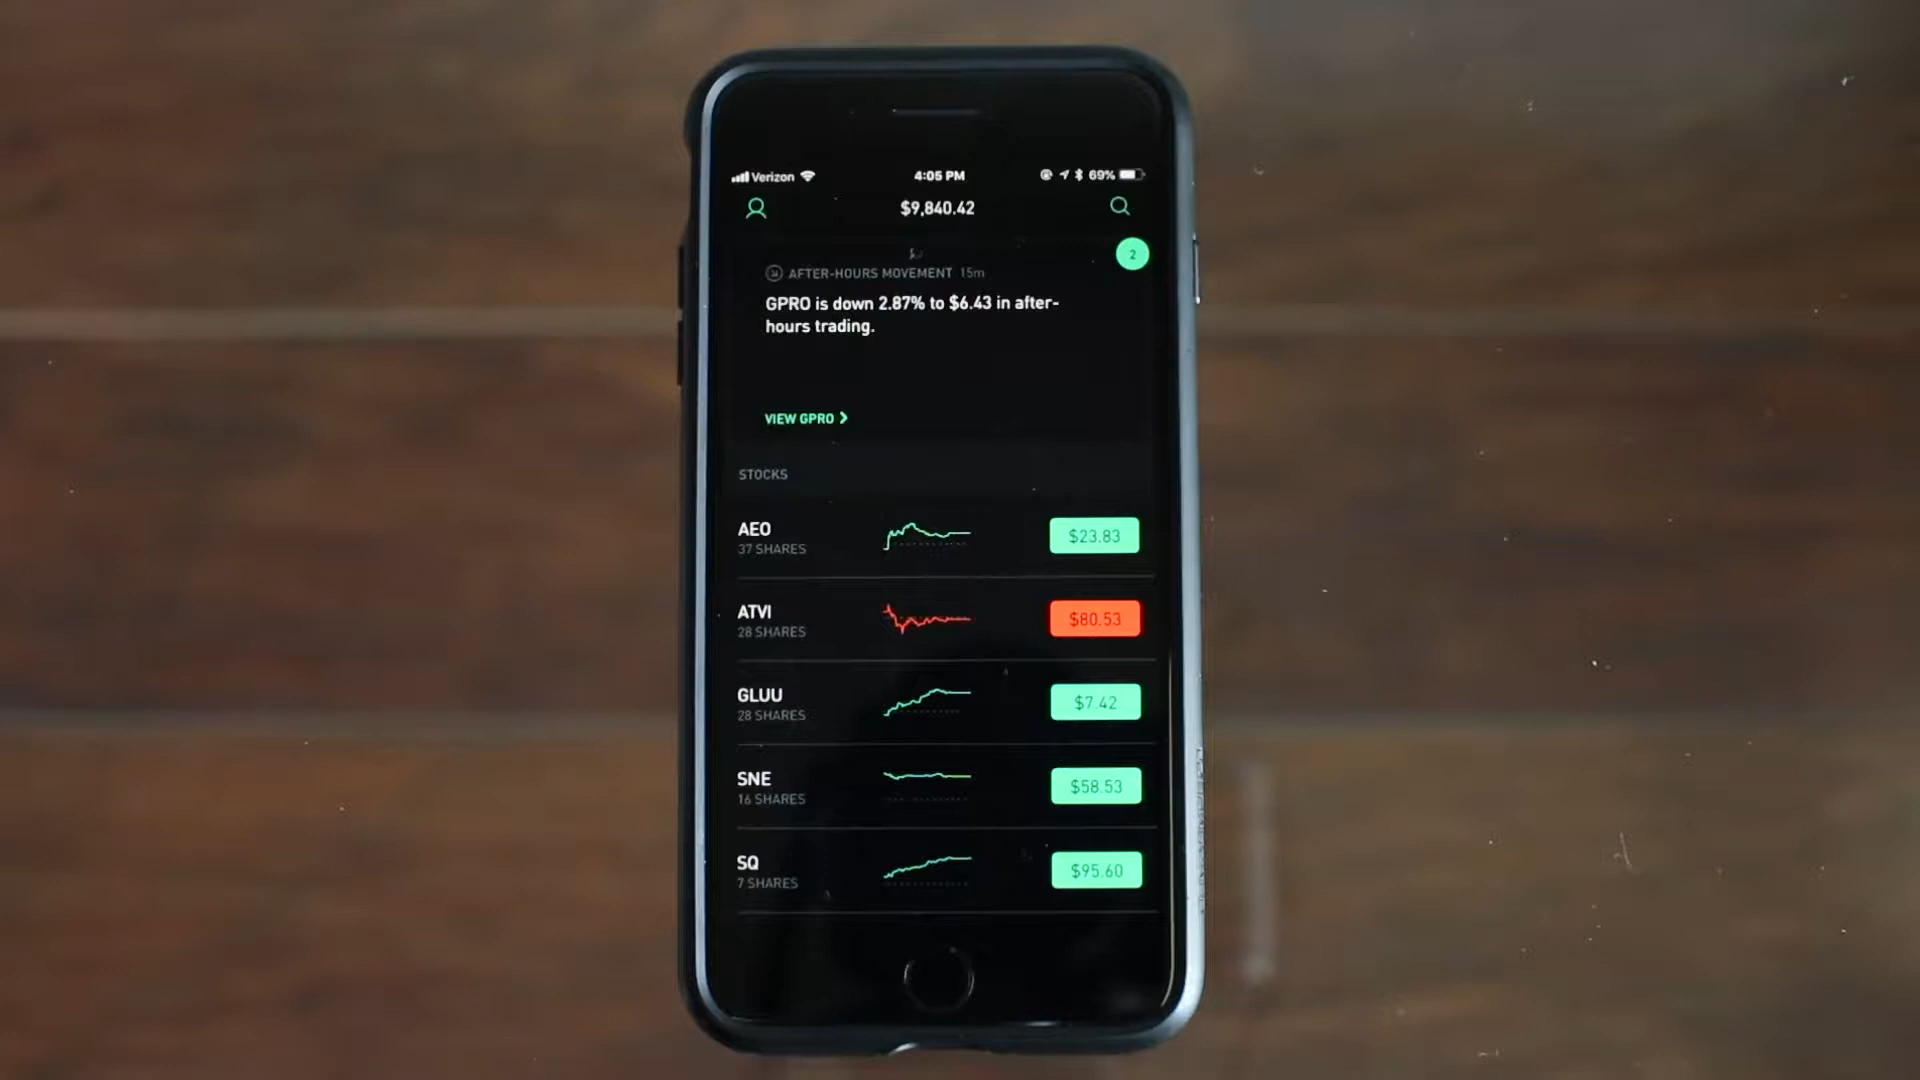 Verizon 4:05 PM 69%
$9,840.42
2
AFTER-HOURS MOVEMENT 15m
GPRO is down 2.87% to $6.43 in after-
hours trading.
VIEW GPRO
STOCKS
AEO
37 SHARES
$23.83
ATVI
28 SHARES
$80.53
GLUU
28 SHARES
$7.42
SNE
16 SHARES
$58.53
SQ
7 SHARES
$95.60